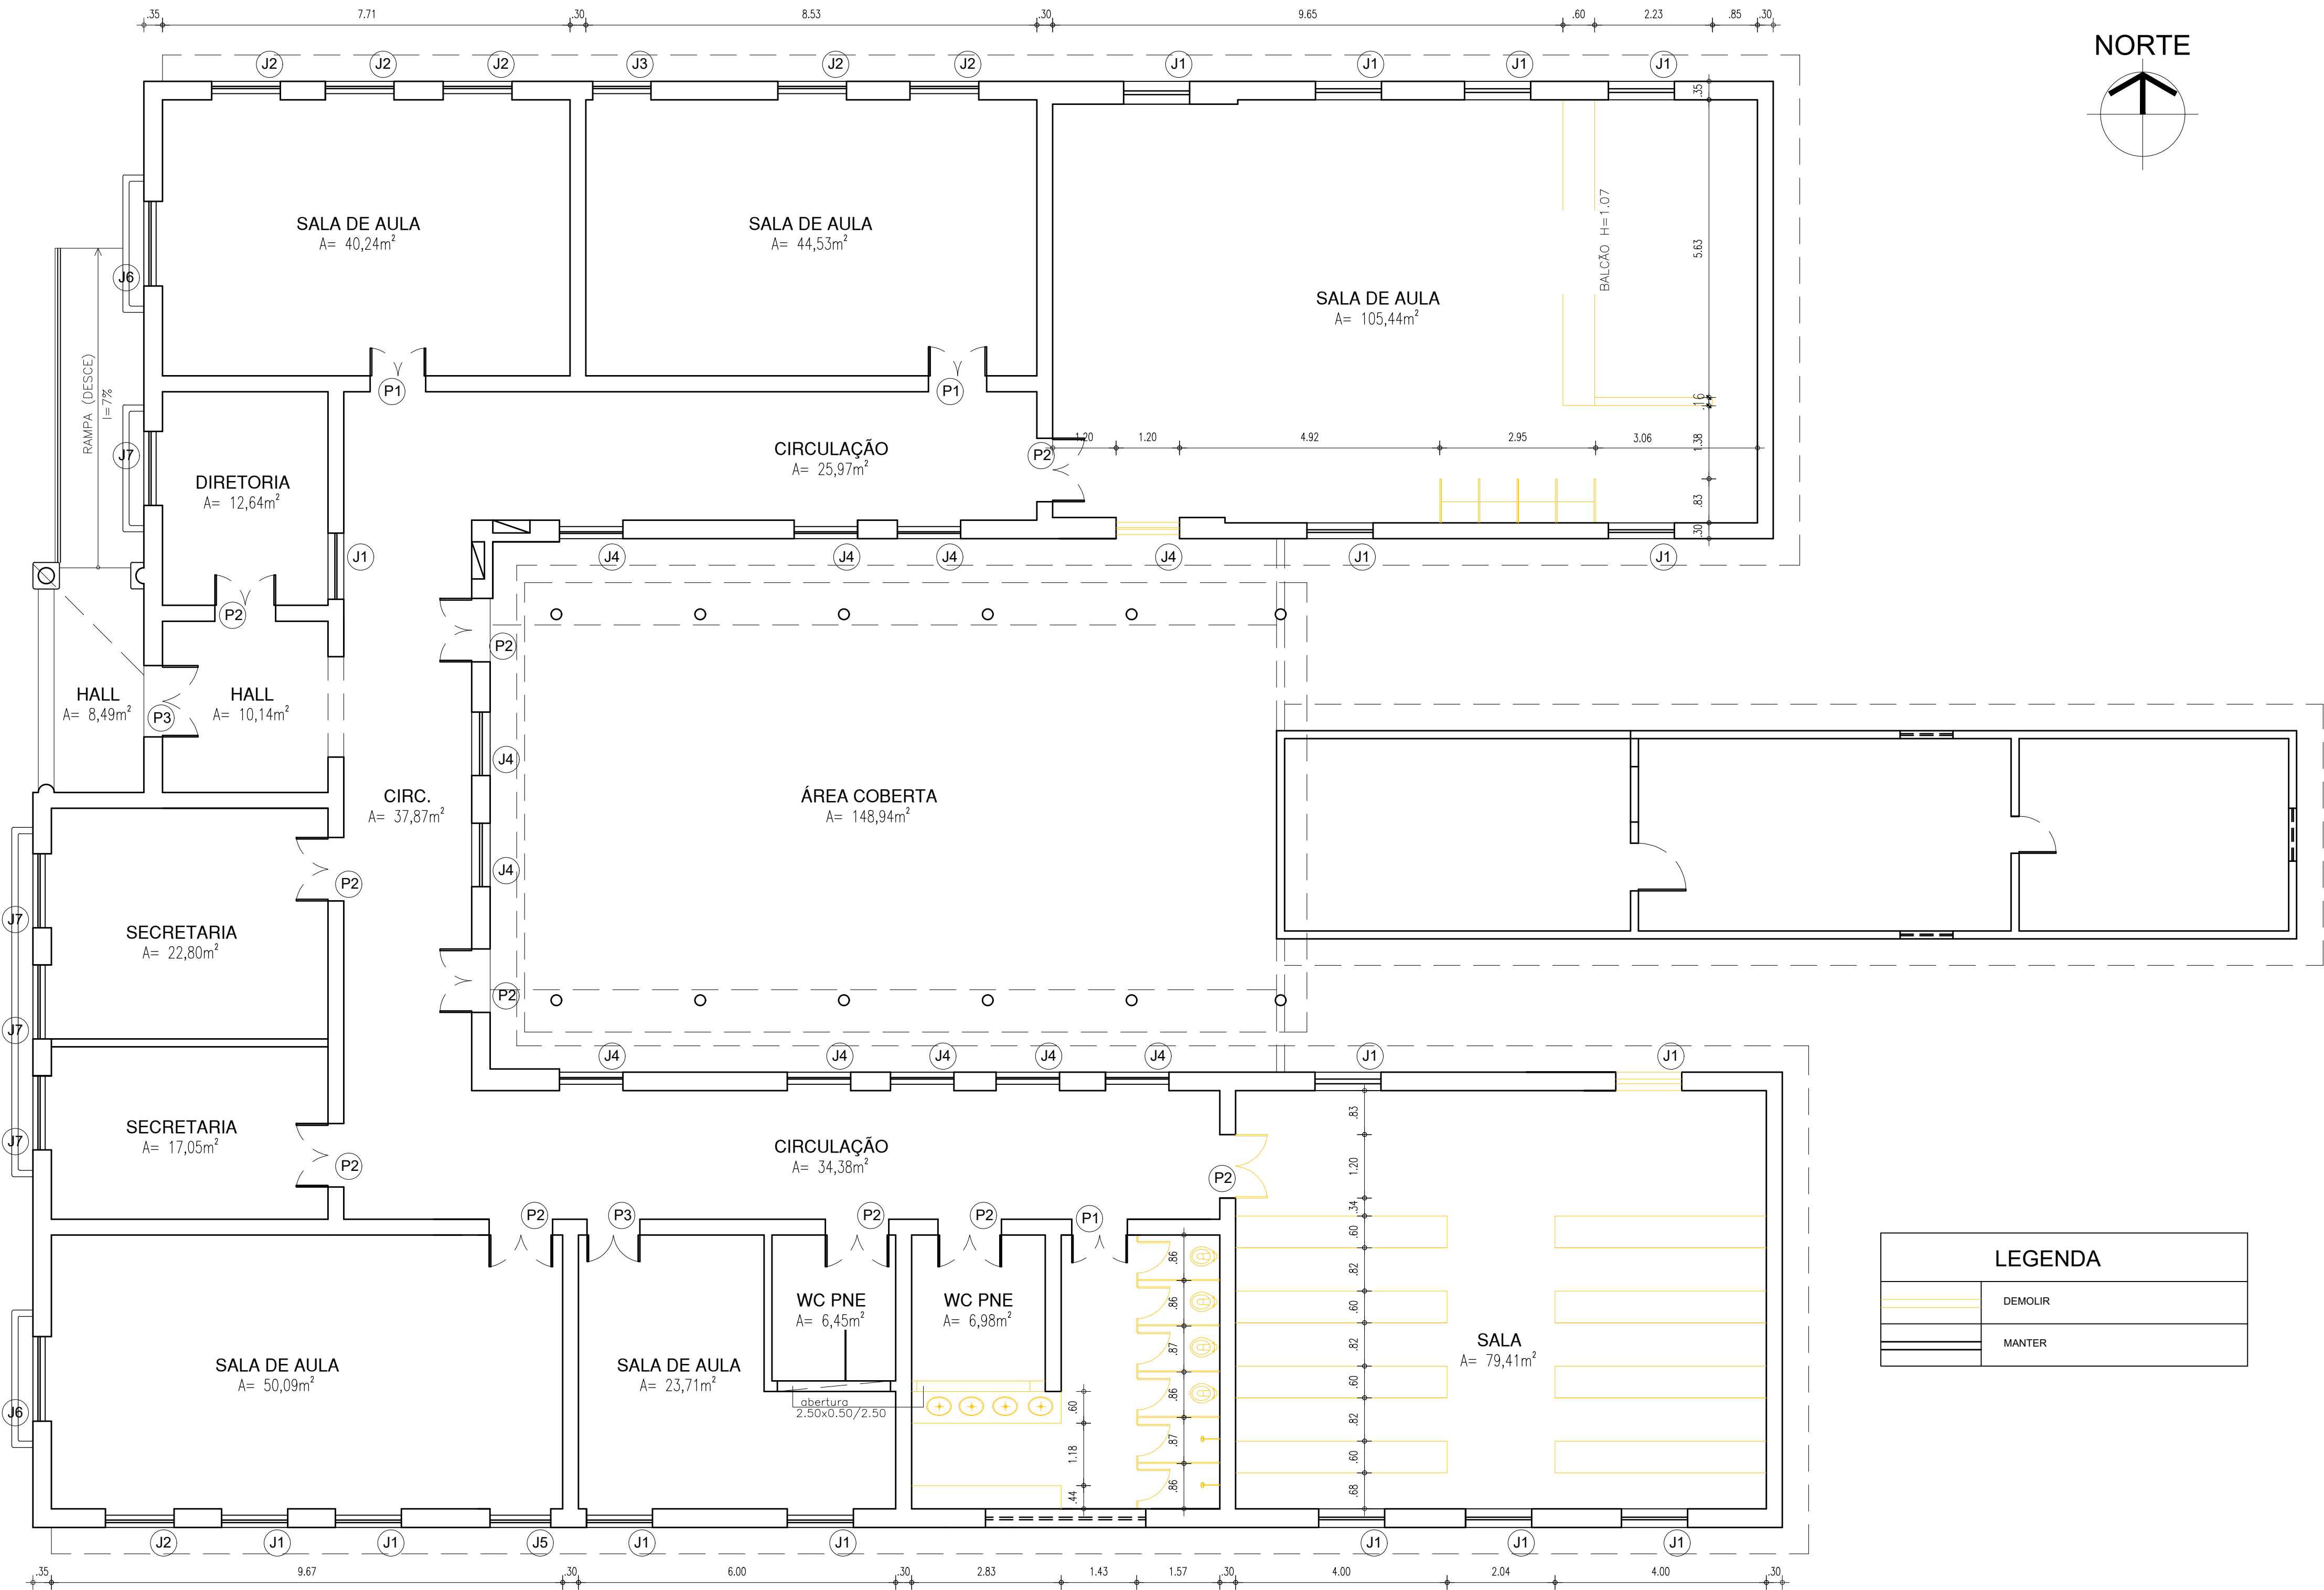 .35 7.71 .30 8.53 .30 9.65 .60 2.23 .85 .30
NORTE
J2 J2 J2 J3 J2 J2 J1 J1 J1 J1
.35
SALA DE AULA
A= 40,24m²
SALA DE AULA
A= 44,53m²
SALA DE AULA
A= 105,44m²
BALCÃO H=1.07
5.63
J6
RAMPA (DESCE)
I=7%
J7
P1
P1
.16
1.38
.83
.30
DIRETORIA
A= 12,64m²
CIRCULAÇÃO
A= 25,97m²
P2
1.20 1.20 4.92 2.95 3.06
J1
J4 J4 J4 J4 J1 J1
P2
P2
HALL
A= 8,49m²
P3
HALL
A= 10,14m²
J4
CIRC.
A= 37,87m²
ÁREA COBERTA
A= 148,94m²
J4
P2
J7
SECRETARIA
A= 22,80m²
P2
J7
J4 J4 J4 J4 J4 J1 J1
SECRETARIA
A= 17,05m²
J7
P2
CIRCULAÇÃO
A= 34,38m²
P2
.83
1.20
.34
.60
.82
.60
.82
.60
.82
.60
.68
P2 P3 P2 P2 P1
.86
.86
.87
.86
.87
.86
WC PNE
A= 6,45m²
WC PNE
A= 6,98m²
SALA DE AULA
A= 50,09m²
SALA DE AULA
A= 23,71m²
SALA
A= 79,41m²
abertura
2.50x0.50/2.50
.60
1.18
.44
J6
LEGENDA
DEMOLIR
MANTER
J2 J1 J1 J5 J1 J1 J1 J1 J1
.35 9.67 .30 6.00 .30 2.83 1.43 1.57 .30 4.00 2.04 4.00 .30